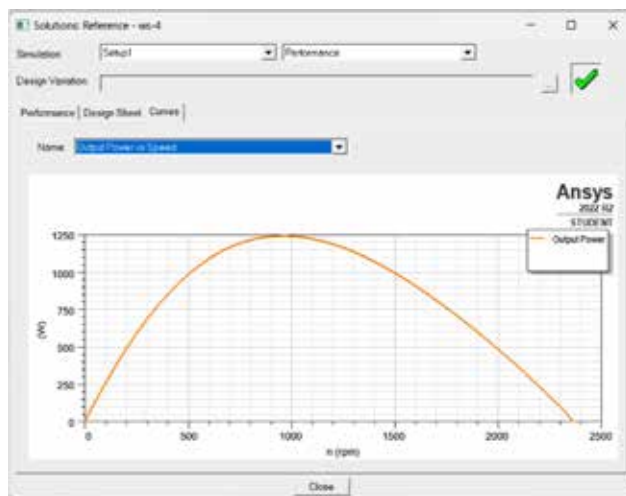 Solutions: Reference - ws-4
Simulation: Setup1 Performance
Design Variation:
Performance Design Sheet Curves
Name: Output Power vs Speed
Ansys
2022 R2
STUDENT
Output Power
1250
1000
750
(W)
500
250
0
0 500 1000 1500 2000 2500
n (rpm)
Close